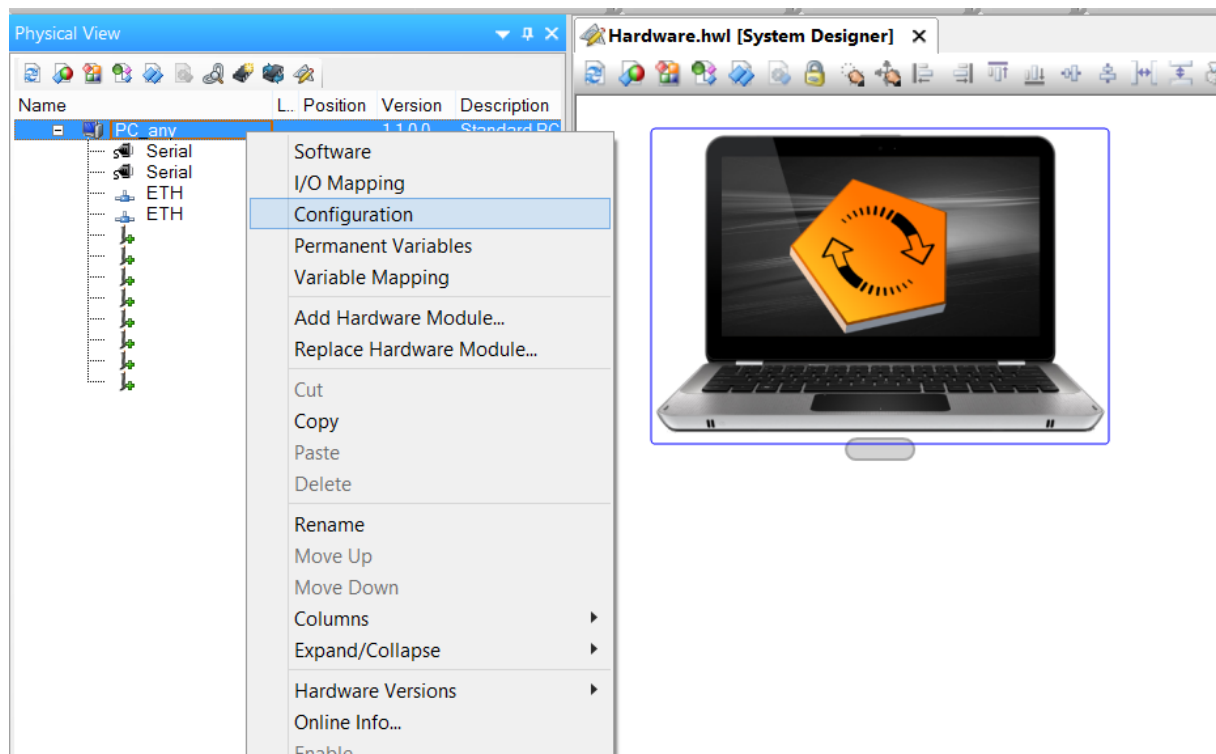 Physical View
Hardware.hwl [System Designer]
Name L.. Position Version Description
PC_any 1.1.0.0 Standard PC
Serial
Serial
ETH
ETH
Software
I/O Mapping
Configuration
Permanent Variables
Variable Mapping
Add Hardware Module...
Replace Hardware Module...
Cut
Copy
Paste
Delete
Rename
Move Up
Move Down
Columns
Expand/Collapse
Hardware Versions
Online Info...
Enable